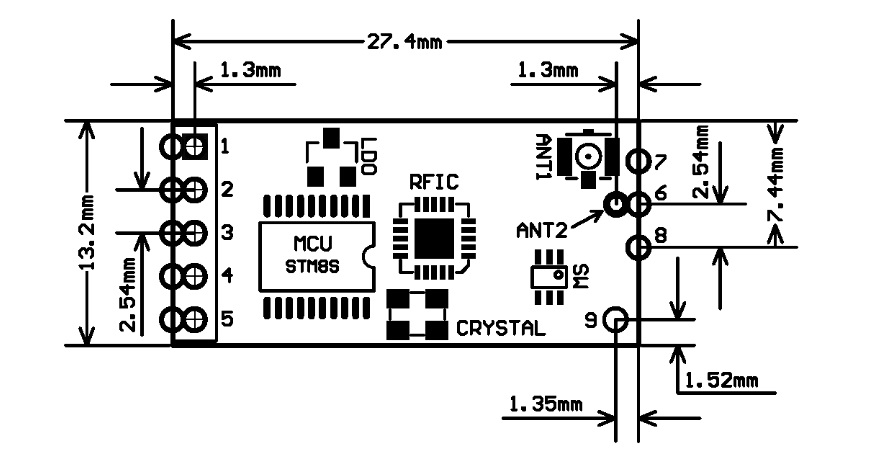 27.4mm
1.3mm
1.3mm
1
LDO
ANT1
7
2.54mm
7.44mm
2
RFIC
6
13.2mm
3
MCU
STM8S
ANT2
8
4
SW
2.54mm
5
CRYSTAL
9
1.52mm
1.35mm